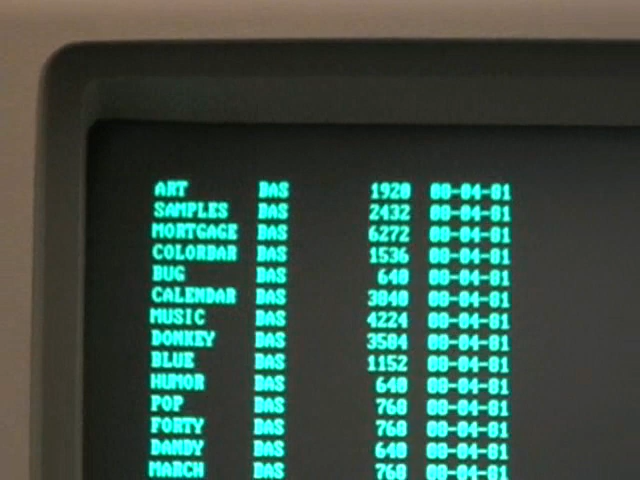 ART BAS 1920 08-04-81
SAMPLES BAS 2432 08-04-81
MORTGAGE BAS 6272 08-04-81
COLORBAR BAS 1536 08-04-81
BUG BAS 640 08-04-81
CALENDAR BAS 3840 08-04-81
MUSIC BAS 4224 08-04-81
DONKEY BAS 3584 08-04-81
BLUE BAS 1152 08-04-81
HUMOR BAS 640 08-04-81
POP BAS 768 08-04-81
FORTY BAS 768 08-04-81
DANDY BAS 640 08-04-81
MARCH BAS 768 08-04-81